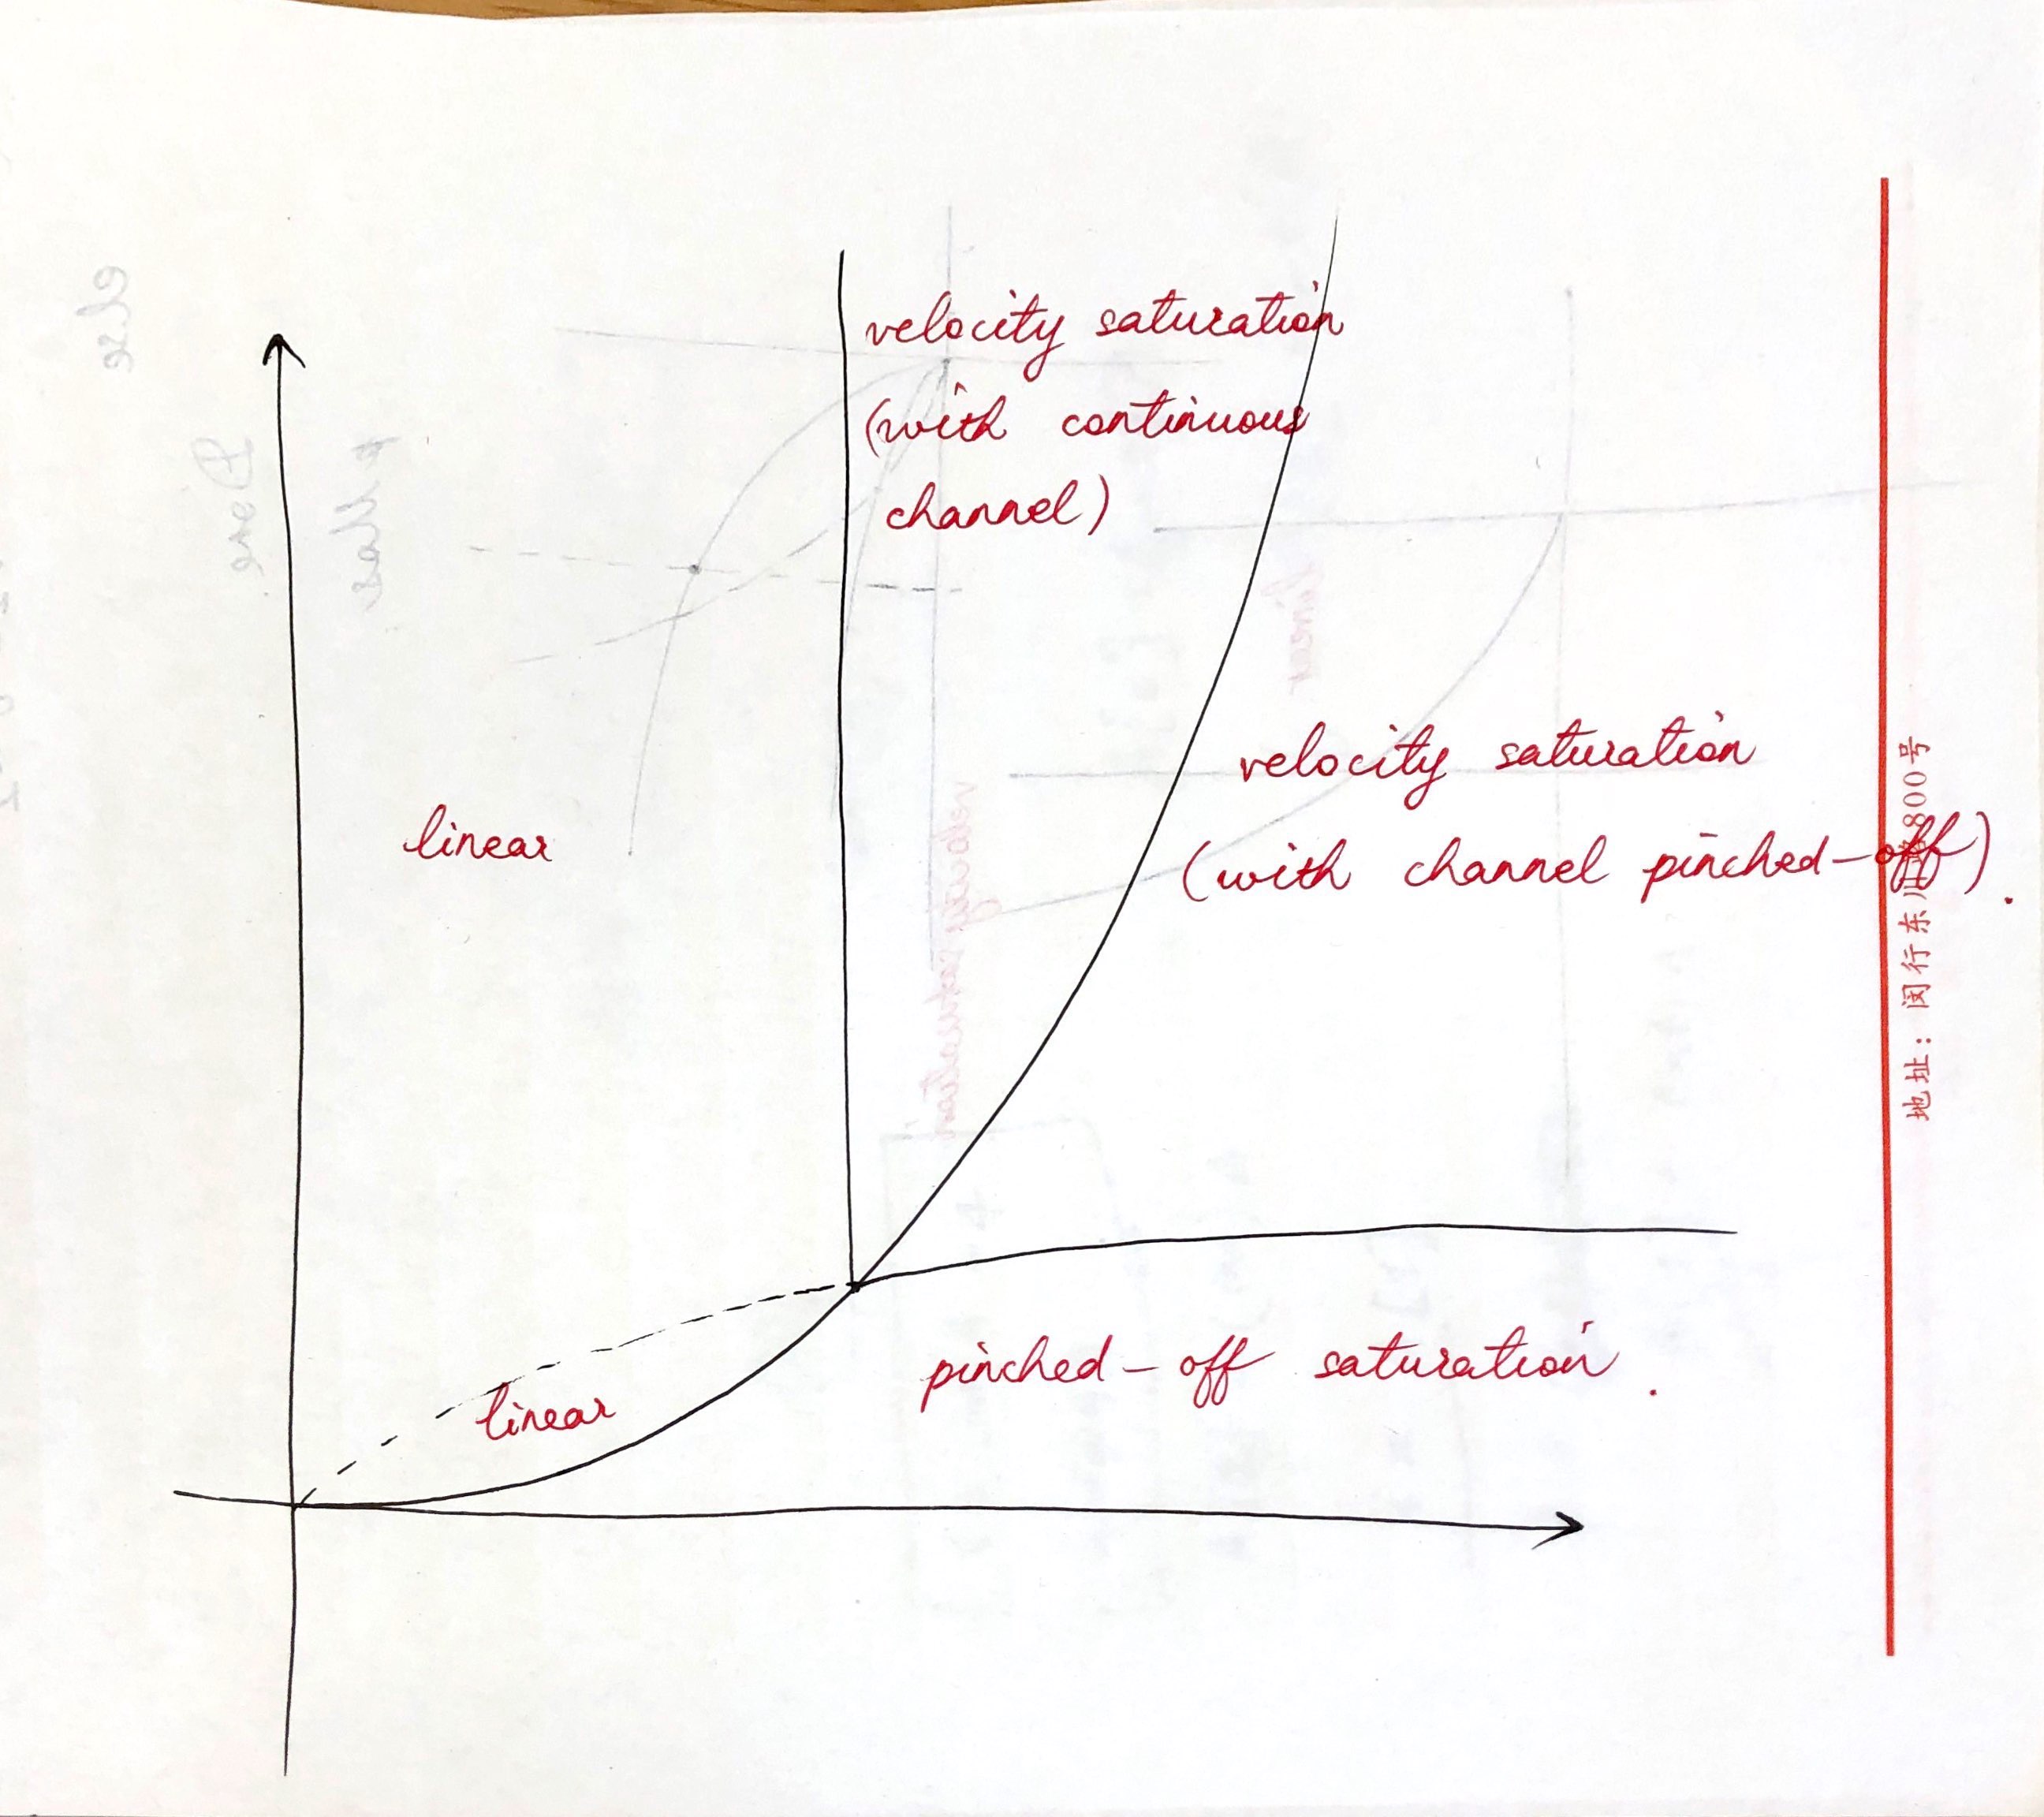 velocity saturation
(with continuous
channel)
velocity saturation
(with channel pinched-off).
linear
linear
pinched-off saturation.
地址：闵行东川路800号